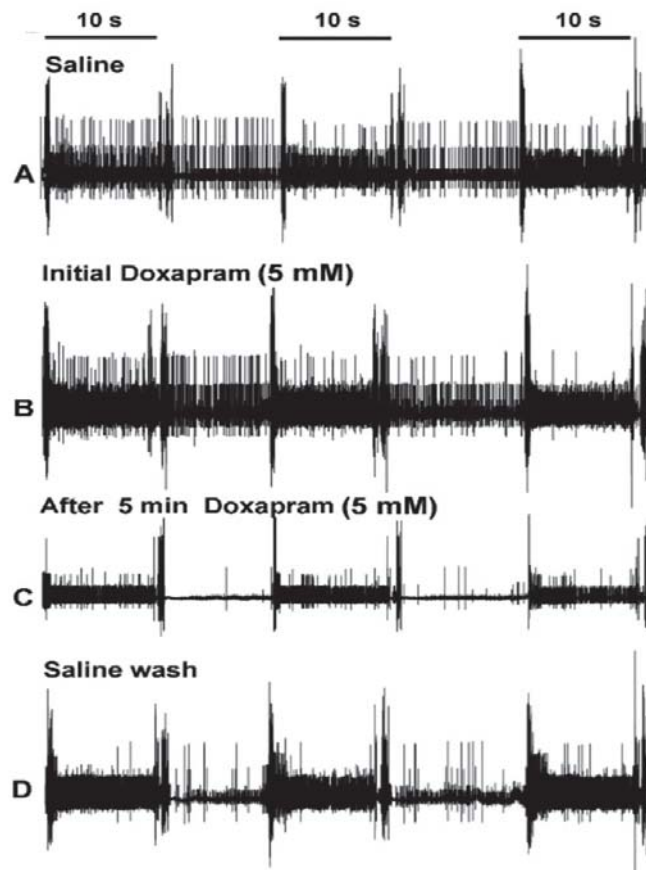 10 s 10 s 10 s
Saline
A
Initial Doxapram (5 mM)
B
After 5 min Doxapram (5 mM)
C
Saline wash
D